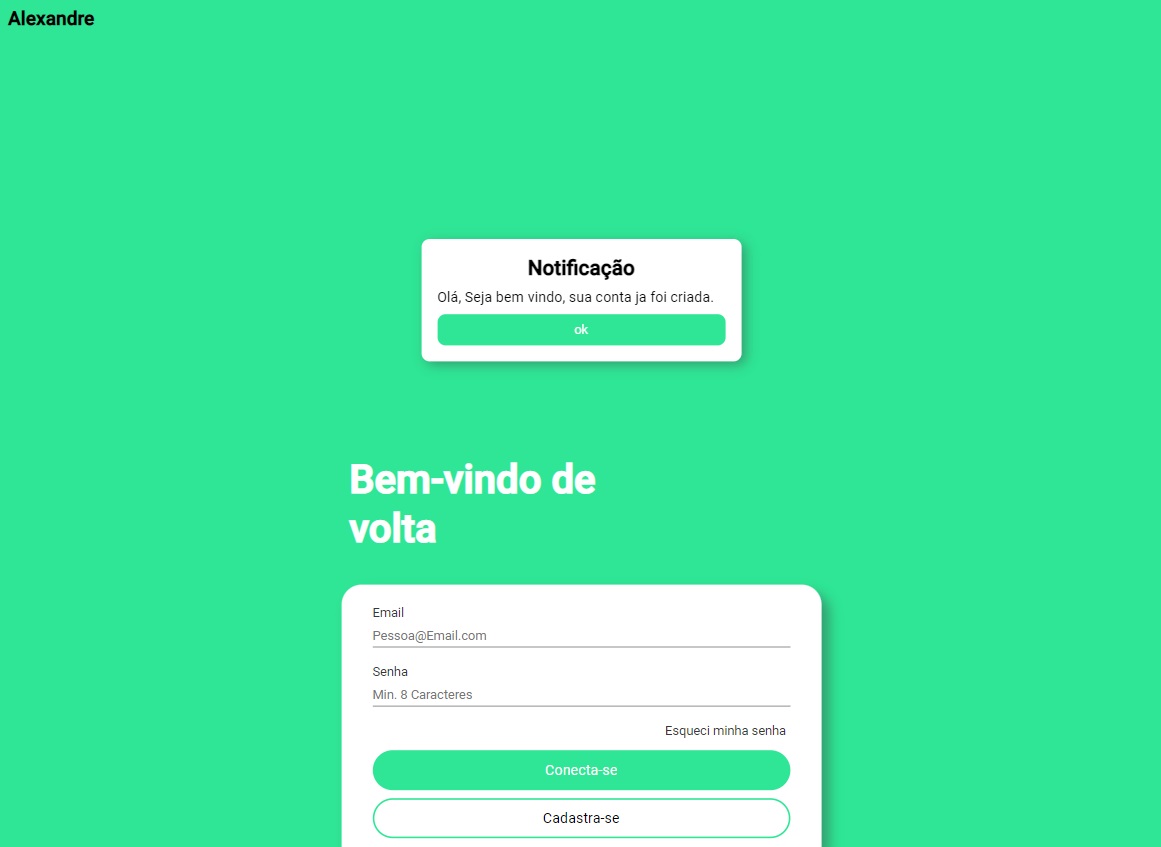 Alexandre
Notificação
Olá, Seja bem vindo, sua conta ja foi criada.
ok
Bem-vindo de
volta
Email
Pessoa@Email.com
Senha
Min. 8 Caracteres
Esqueci minha senha
Conecta-se
Cadastra-se